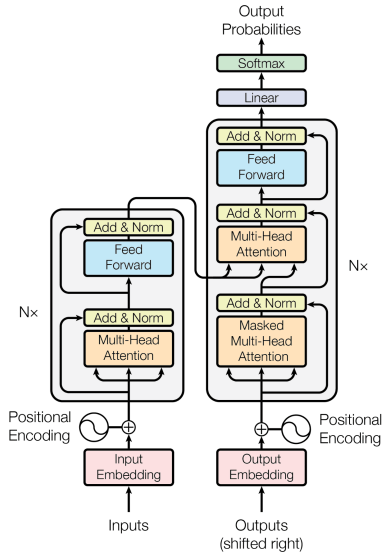 Output
Probabilities
Softmax
Linear
Add & Norm
Feed
Forward
Add & Norm
Multi-Head
Attention
Add & Norm
Masked
Multi-Head
Attention
N×
Add & Norm
Feed
Forward
Add & Norm
Multi-Head
Attention
N×
Positional
Encoding
Positional
Encoding
Input
Embedding
Output
Embedding
Inputs
Outputs
(shifted right)